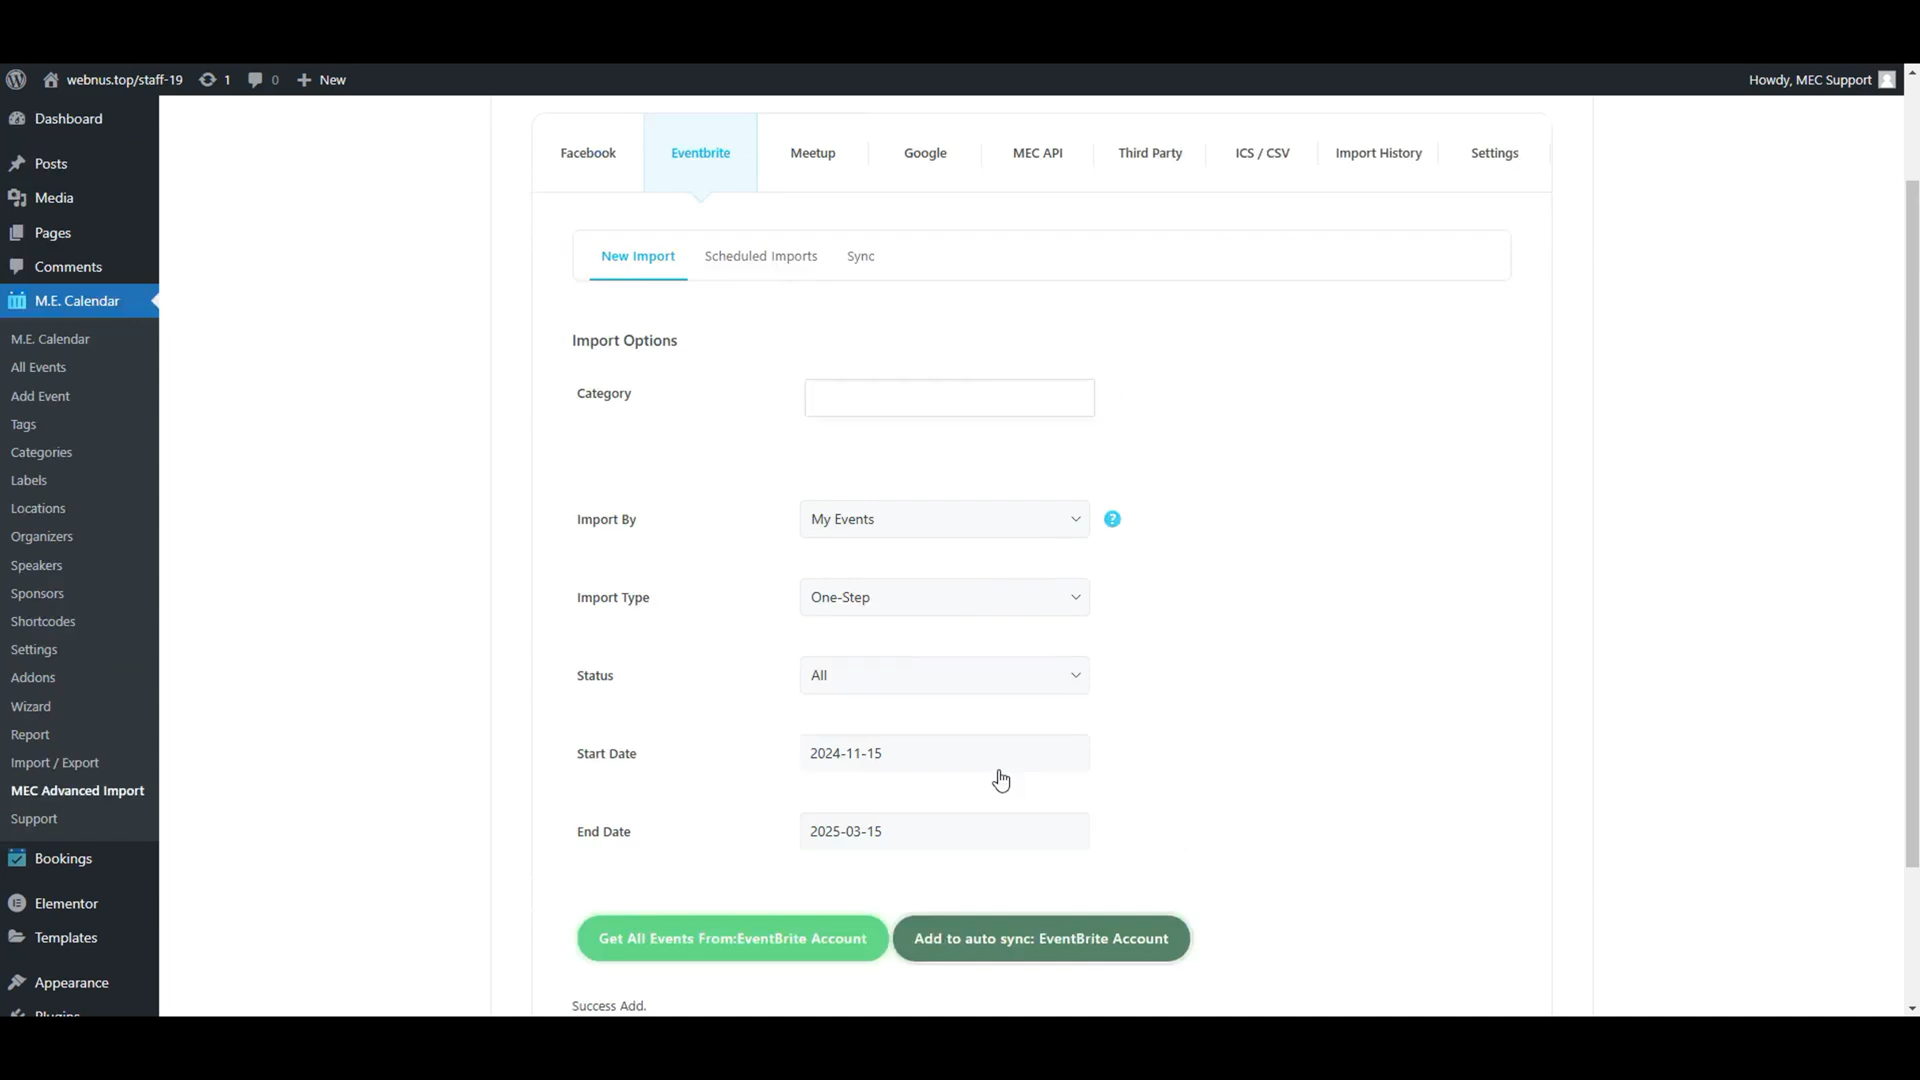 webnus.top/staff-19 1 0 New Howdy, MEC Support
Dashboard
Posts
Media
Pages
Comments
M.E. Calendar
M.E. Calendar
All Events
Add Event
Tags
Categories
Labels
Locations
Organizers
Speakers
Sponsors
Shortcodes
Settings
Addons
Wizard
Report
Import / Export
MEC Advanced Import
Support
Bookings
Elementor
Templates
Appearance
Plugins
Facebook Eventbrite Meetup Google MEC API Third Party ICS / CSV Import History Settings
New Import Scheduled Imports Sync
Import Options
Category
Import By My Events ?
Import Type One-Step
Status All
Start Date 2024-11-15
End Date 2025-03-15
Get All Events From:EventBrite Account Add to auto sync: EventBrite Account
Success Add.